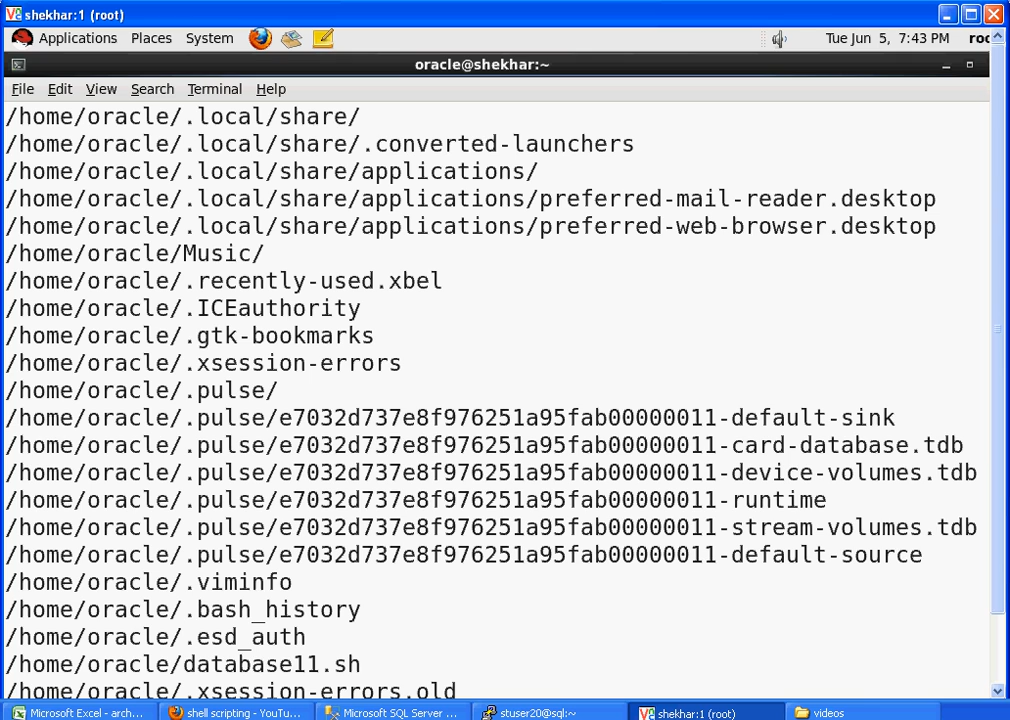 shekhar:1 (root)
Applications Places System Tue Jun 5, 7:43 PM roo
oracle@shekhar:~
File Edit View Search Terminal Help
/home/oracle/.local/share/
/home/oracle/.local/share/.converted-launchers
/home/oracle/.local/share/applications/
/home/oracle/.local/share/applications/preferred-mail-reader.desktop
/home/oracle/.local/share/applications/preferred-web-browser.desktop
/home/oracle/Music/
/home/oracle/.recently-used.xbel
/home/oracle/.ICEauthority
/home/oracle/.gtk-bookmarks
/home/oracle/.xsession-errors
/home/oracle/.pulse/
/home/oracle/.pulse/e7032d737e8f976251a95fab00000011-default-sink
/home/oracle/.pulse/e7032d737e8f976251a95fab00000011-card-database.tdb
/home/oracle/.pulse/e7032d737e8f976251a95fab00000011-device-volumes.tdb
/home/oracle/.pulse/e7032d737e8f976251a95fab00000011-runtime
/home/oracle/.pulse/e7032d737e8f976251a95fab00000011-stream-volumes.tdb
/home/oracle/.pulse/e7032d737e8f976251a95fab00000011-default-source
/home/oracle/.viminfo
/home/oracle/.bash_history
/home/oracle/.esd_auth
/home/oracle/database11.sh
/home/oracle/.xsession-errors.old
Microsoft Excel - arch... shell scripting - YouTu... Microsoft SQL Server ... stuser20@sql:~ shekhar:1 (root) videos